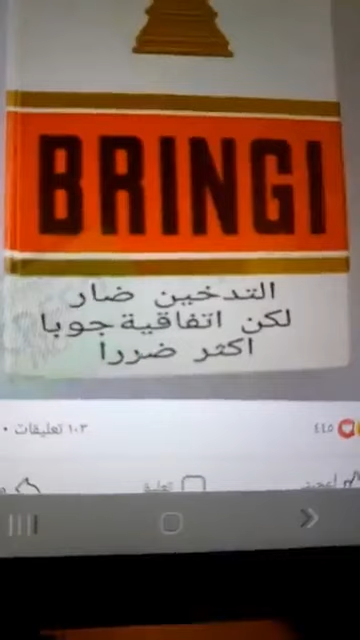 BRINGI
التدخين ضار
لكن اتفاقية جوبا
اكثر ضررا
٤٤٥
١٠٣ تعليقات